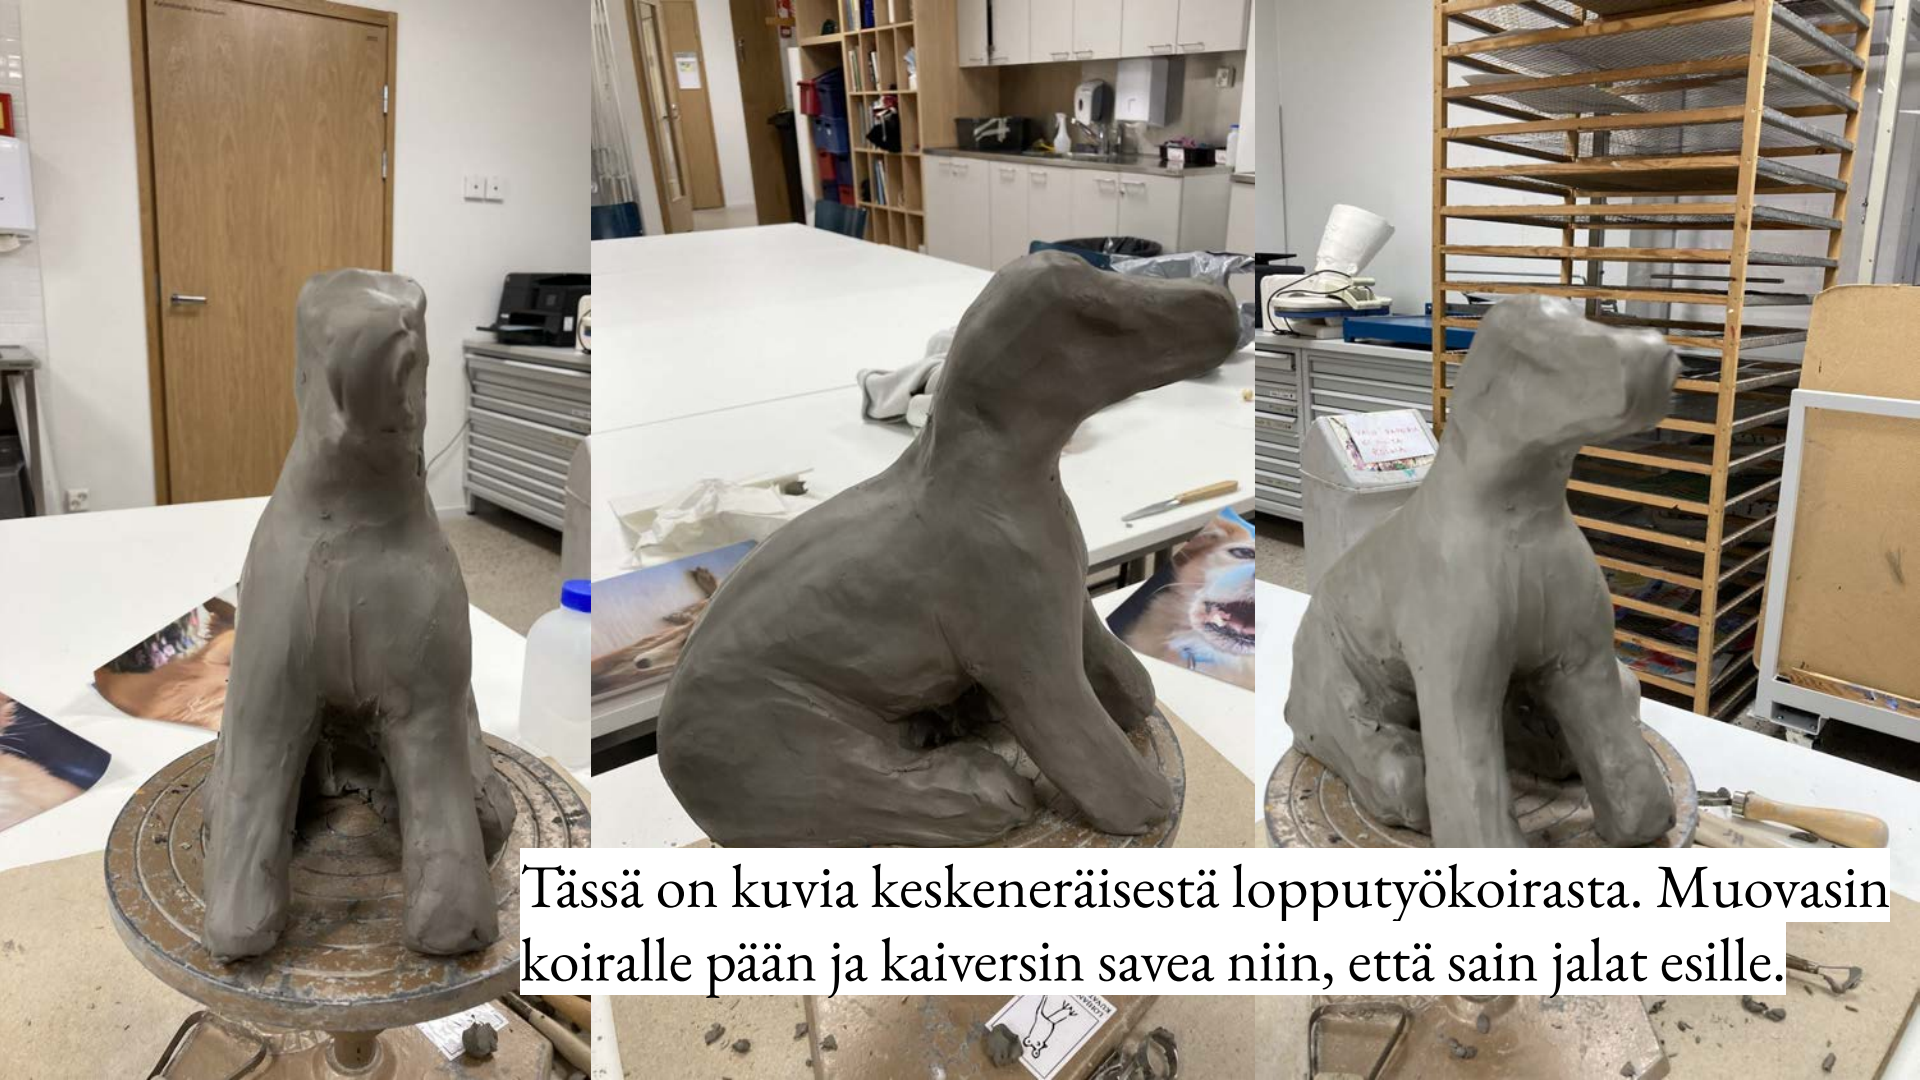 Tässä on kuvia keskeneräisestä lopputyökoirasta. Muovasin
koiralle pään ja kaiversin savea niin, että sain jalat esille.